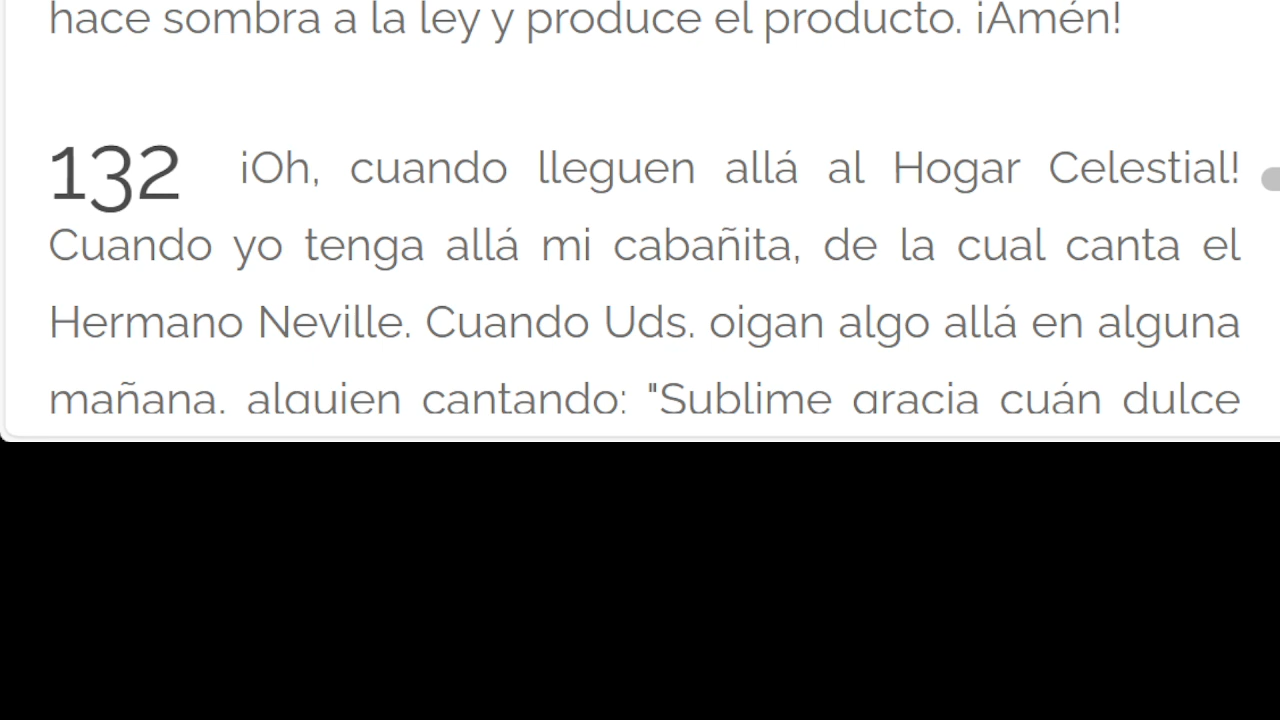 hace sombra a la ley y produce el producto. ¡Amén!
132 ¡Oh, cuando lleguen allá al Hogar Celestial!
Cuando yo tenga allá mi cabañita, de la cual canta el
Hermano Neville. Cuando Uds. oigan algo allá en alguna
mañana, alguien cantando: "Sublime gracia cuán dulce